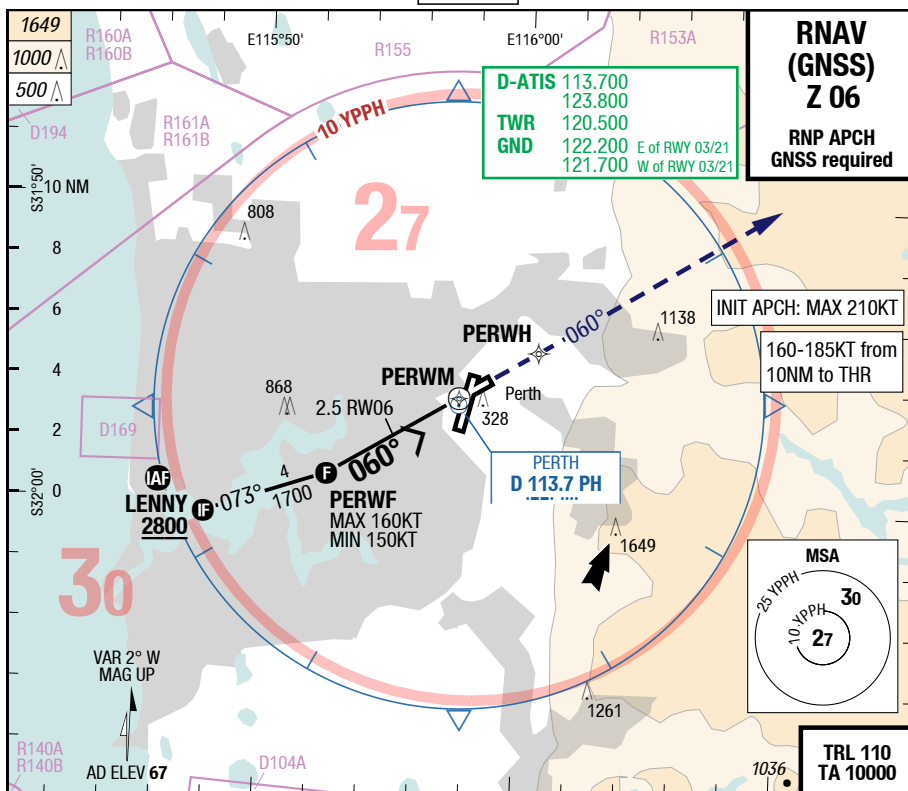 1649
1000
500
R160A
R160B
E115°50'
R155
E116°00'
R153A
RNAV
(GNSS)
Z 06
RNP APCH
GNSS required
D-ATIS 113.700
123.800
TWR 120.500
GND 122.200 E of RWY 03/21
121.700 W of RWY 03/21
D194
R161A
R161B
10 YPPH
S31°50'
10 NM
808
27
8
6
INIT APCH: MAX 210KT
1138
060°
PERWH
160-185KT from
10NM to THR
4
868
PERWM
Perth
328
2.5 RW06
D169
2
PERTH
D 113.7 PH
060°
S32°00'
0
IAF
LENNY
2800
IF
073°
4
1700
F
PERWF
MAX 160KT
MIN 150KT
1649
30
MSA
25 YPPH
30
10 YPPH
27
VAR 2° W
MAG UP
1261
R140A
R140B
AD ELEV 67
D104A
1036
TRL 110
TA 10000